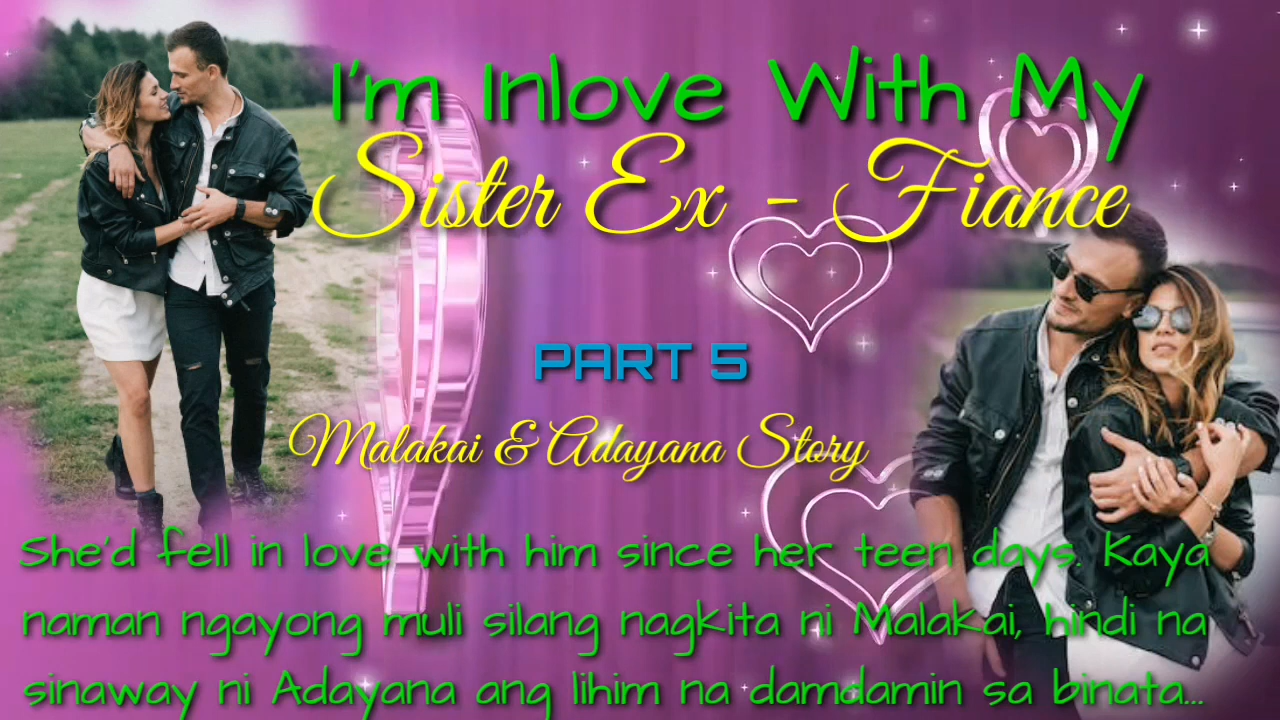 I'm Inlove With My
Sister Ex - Fiance
PART 5
Malakai & Adayana Story
She'd fell in love with him since her teen days. Kaya
naman ngayong muli silang nagkita ni Malakai, hindi na
sinaway ni Adayana ang lihim na damdamin sa binata...